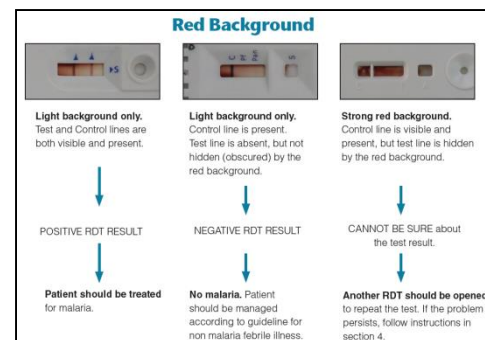 Red Background
Light background only.
Test and Control lines are
both visible and present.
POSITIVE RDT RESULT
Patient should be treated
for malaria.
Light background only.
Control line is present.
Test line is absent, but not
hidden (obscured) by the
red background.
NEGATIVE RDT RESULT
No malaria. Patient
should be managed
according to guideline for
non malaria febrile illness.
Strong red background.
Control line is visible and
present, but test line is hidden
by the red background.
CANNOT BE SURE about
the test result.
Another RDT should be opened
to repeat the test. If the problem
persists, follow instructions in
section 4.